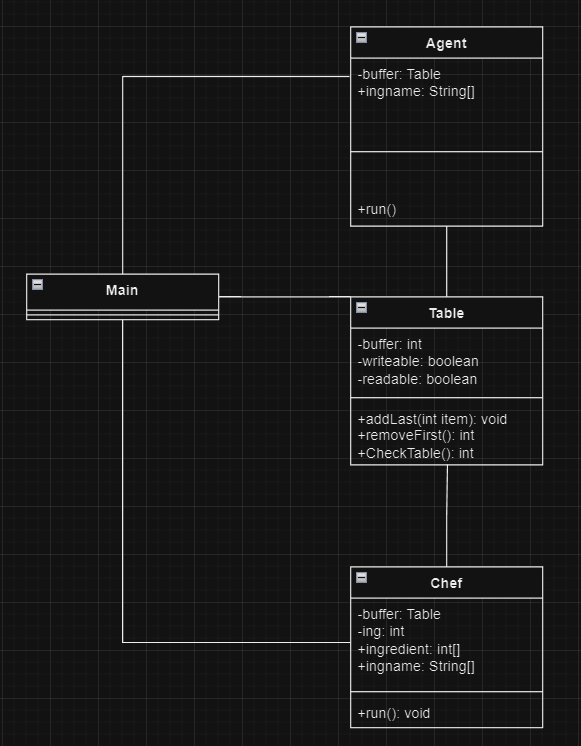 Agent
-buffer: Table
+ingname: String[]
+run()
Main
Table
-buffer: int
-writeable: boolean
-readable: boolean
+addLast(int item): void
+removeFirst(): int
+CheckTable(): int
Chef
-buffer: Table
-ing: int
+ingredient: int[]
+ingname: String[]
+run(): void